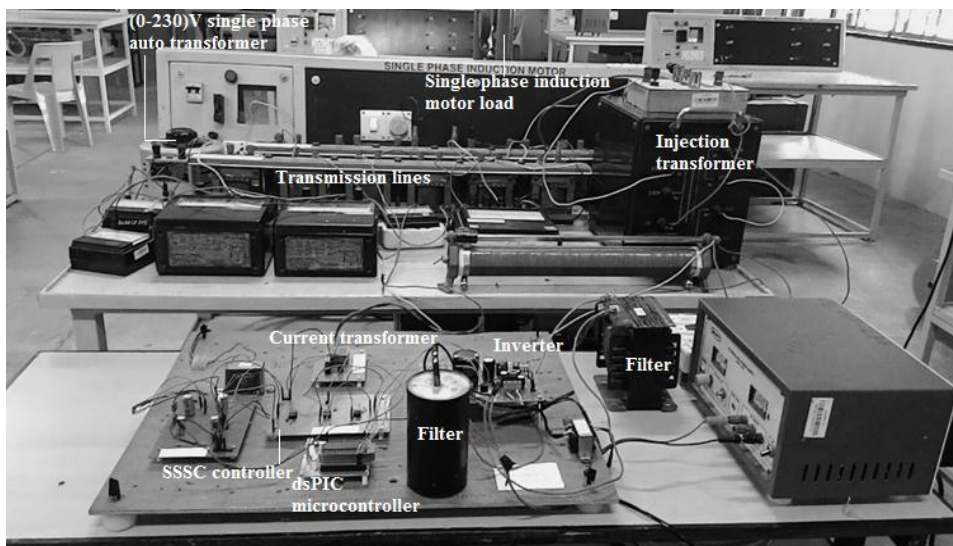 (0-230)V single phase
auto transformer
SINGLE PHASE INDUCTION MOTOR
Single phase induction
motor load
Injection
transformer
Transmission lines
Current transformer
Inverter
Filter
Filter
SSSC controller
dsPIC
microcontroller